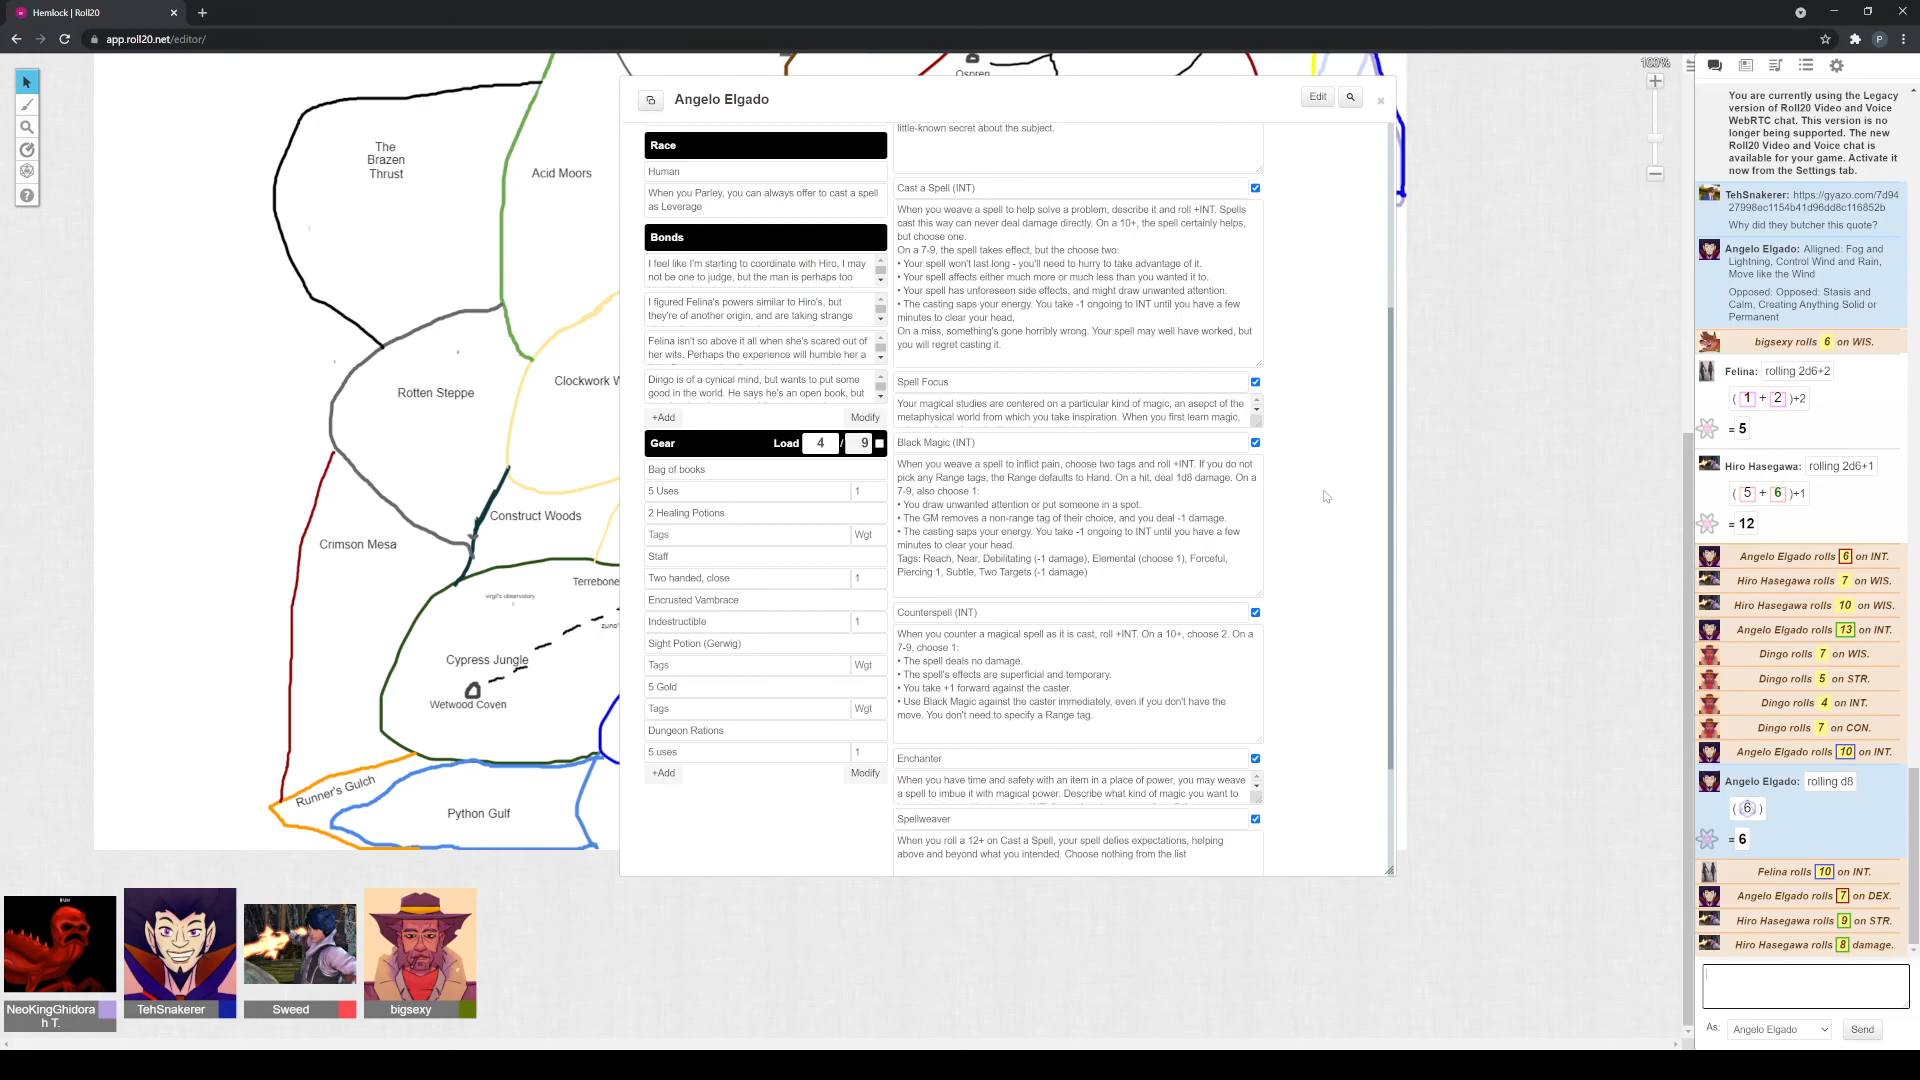 Hemlock | Roll20
app.roll20.net/editor/
P
100%
Ospren
The
Brazen
Thrust
Acid Moors
Rotten Steppe
Clockwork W
Construct Woods
Crimson Mesa
Terrebone
virgil's observatory
zuno'
Cypress Jungle
Wetwood Coven
Runner's Gulch
Python Gulf
Angelo Elgado
Edit
Race
Human
When you Parley, you can always offer to cast a spell
as Leverage
Bonds
I feel like I'm starting to coordinate with Hiro, I may
not be one to judge, but the man is perhaps too
I figured Felina's powers similar to Hiro's, but
they're of another origin, and are taking strange
Felina isn't so above it all when she's scared out of
her wits. Perhaps the experience will humble her a
Dingo is of a cynical mind, but wants to put some
good in the world. He says he's an open book, but
+Add
Modify
Gear Load 4 / 9
Bag of books
5 Uses 1
2 Healing Potions
Tags Wgt
Staff
Two handed, close 1
Encrusted Vambrace
Indestructible 1
Sight Potion (Gerwig)
Tags Wgt
5 Gold
Tags Wgt
Dungeon Rations
5 uses 1
+Add
Modify
little-known secret about the subject.
Cast a Spell (INT)
When you weave a spell to help solve a problem, describe it and roll +INT. Spells
cast this way can never deal damage directly. On a 10+, the spell certainly helps,
but choose one.
On a 7-9, the spell takes effect, but the choose two:
• Your spell won't last long - you'll need to hurry to take advantage of it.
• Your spell affects either much more or much less than you wanted it to.
• Your spell has unforeseen side effects, and might draw unwanted attention.
• The casting saps your energy. You take -1 ongoing to INT until you have a few
minutes to clear your head.
On a miss, something's gone horribly wrong. Your spell may well have worked, but
you will regret casting it.
Spell Focus
Your magical studies are centered on a particular kind of magic, an asepct of the
metaphysical world from which you take inspiration. When you first learn magic,
Black Magic (INT)
When you weave a spell to inflict pain, choose two tags and roll +INT. If you do not
pick any Range tags, the Range defaults to Hand. On a hit, deal 1d8 damage. On a
7-9, also choose 1:
• You draw unwanted attention or put someone in a spot.
• The GM removes a non-range tag of their choice, and you deal -1 damage.
• The casting saps your energy. You take -1 ongoing to INT until you have a few
minutes to clear your head.
Tags: Reach, Near, Debilitating (-1 damage), Elemental (choose 1), Forceful,
Piercing 1, Subtle, Two Targets (-1 damage)
Counterspell (INT)
When you counter a magical spell as it is cast, roll +INT. On a 10+, choose 2. On a
7-9, choose 1:
• The spell deals no damage.
• The spell's effects are superficial and temporary.
• You take +1 forward against the caster.
• Use Black Magic against the caster immediately, even if you don't have the
move. You don't need to specify a Range tag.
Enchanter
When you have time and safety with an item in a place of power, you may weave
a spell to imbue it with magical power. Describe what kind of magic you want to
Spellweaver
When you roll a 12+ on Cast a Spell, your spell defies expectations, helping
above and beyond what you intended. Choose nothing from the list
You are currently using the Legacy
version of Roll20 Video and Voice
WebRTC chat. This version is no
longer being supported. The new
Roll20 Video and Voice chat is
available for your game. Activate it
now from the Settings tab.
TehSnakerer: https://gyazo.com/7d94
27998ec1154b41d96dd8c116852b
Why did they butcher this quote?
Angelo Elgado: Alligned: Fog and
Lightning, Control Wind and Rain,
Move like the Wind
Opposed: Opposed: Stasis and
Calm, Creating Anything Solid or
Permanent
bigsexy rolls 6 on WIS.
Felina: rolling 2d6+2
(1 + 2)+2
= 5
Hiro Hasegawa: rolling 2d6+1
(5 + 6)+1
= 12
Angelo Elgado rolls 6 on INT.
Hiro Hasegawa rolls 7 on WIS.
Hiro Hasegawa rolls 10 on WIS.
Angelo Elgado rolls 13 on INT.
Dingo rolls 7 on WIS.
Dingo rolls 5 on STR.
Dingo rolls 4 on INT.
Dingo rolls 7 on CON.
Angelo Elgado rolls 10 on INT.
Angelo Elgado: rolling d8
(6)
= 6
Felina rolls 10 on INT.
Angelo Elgado rolls 7 on DEX.
Hiro Hasegawa rolls 9 on STR.
Hiro Hasegawa rolls 8 damage.
As: Angelo Elgado Send
NeoKingGhidora
h T.
TehSnakerer
Sweed
bigsexy